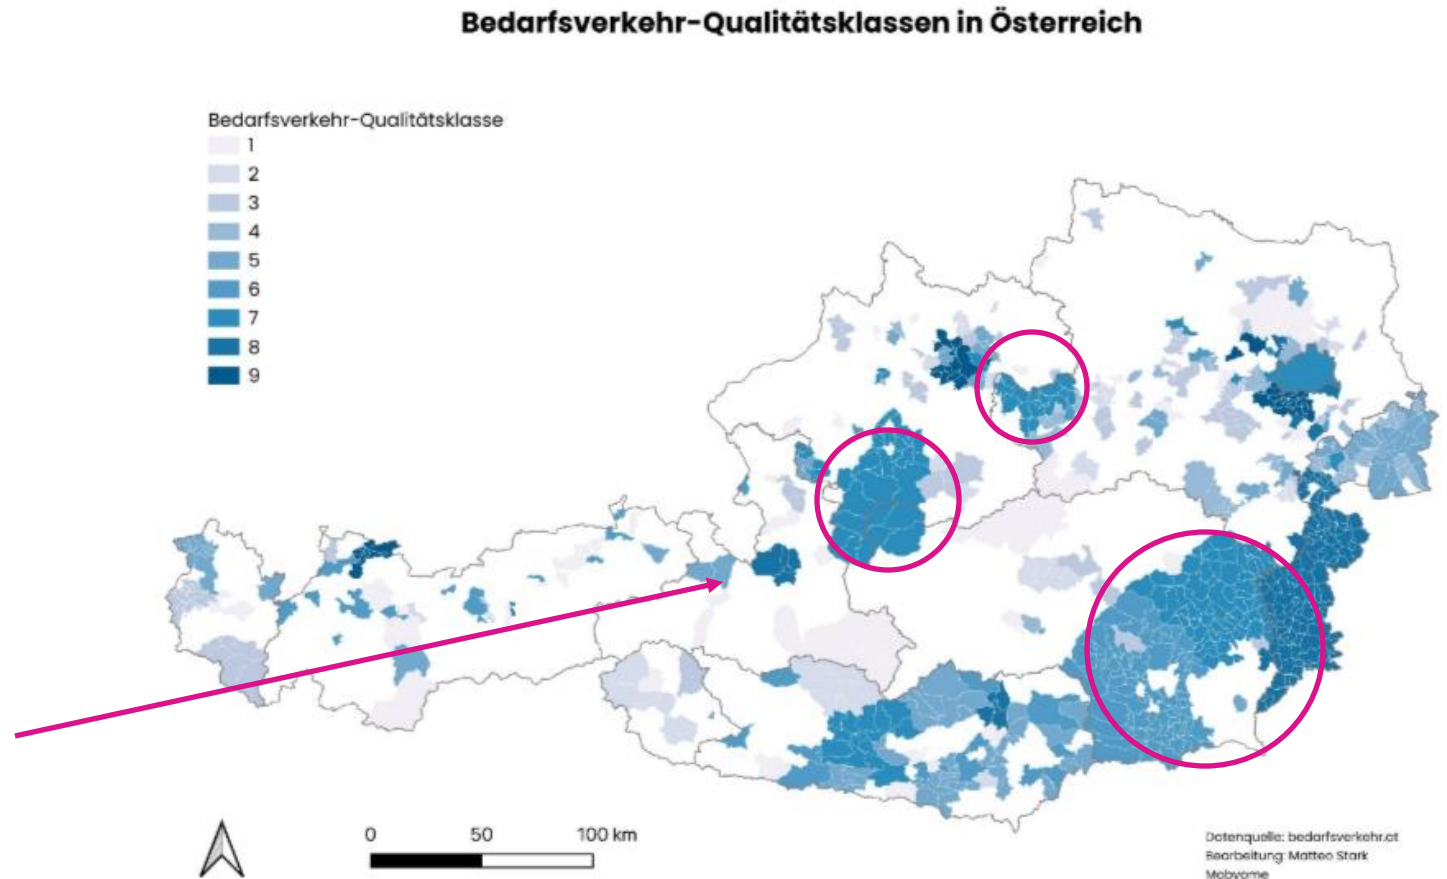 Bedarfsverkehr-Qualitätsklassen in Österreich
Bedarfsverkehr-Qualitätsklasse
1
2
3
4
5
6
7
8
9
0 50 100 km
Datenquelle: bedarfsverkehr.at
Bearbeitung: Matteo Stark
Mobyome